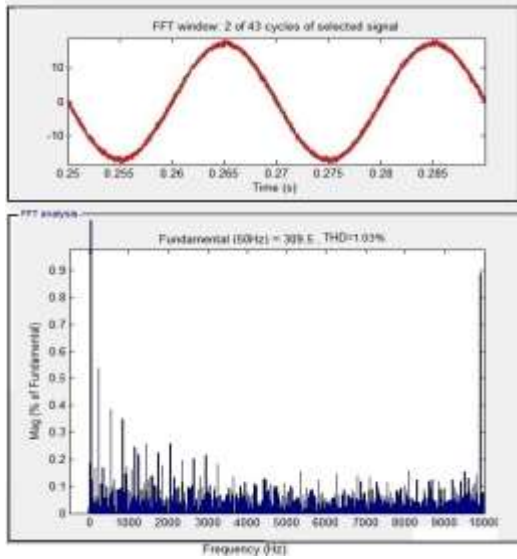 FFT window: 2 of 43 cycles of selected signal
10
0
-10
0.25 0.255 0.26 0.265 0.27 0.275 0.28 0.285
Time (s)
FFT analysis
Fundamental (50Hz) = 309.5 , THD=1.03%
Mag (% of Fundamental)
0.9
0.8
0.7
0.6
0.5
0.4
0.3
0.2
0.1
0
0 1000 2000 3000 4000 5000 6000 7000 8000 9000 10000
Frequency (Hz)